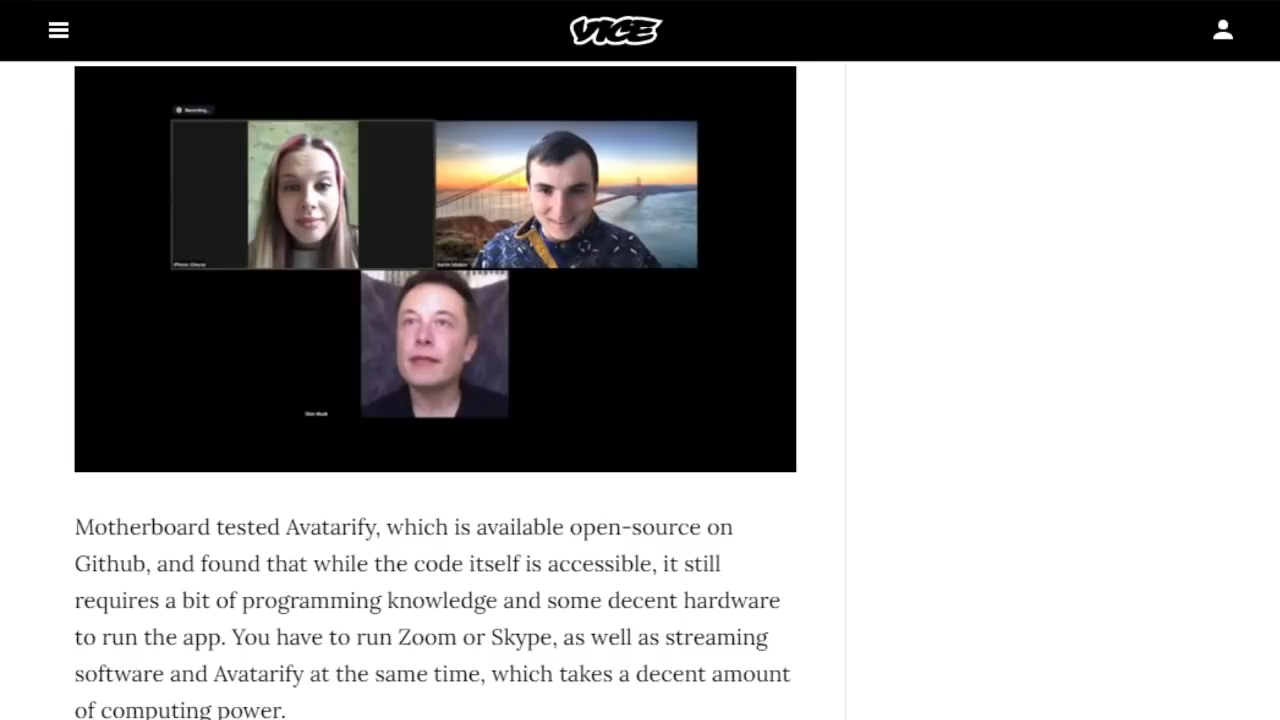 VICE
Recording...
Elon Musk
Motherboard tested Avatarify, which is available open-source on
Github, and found that while the code itself is accessible, it still
requires a bit of programming knowledge and some decent hardware
to run the app. You have to run Zoom or Skype, as well as streaming
software and Avatarify at the same time, which takes a decent amount
of computing power.